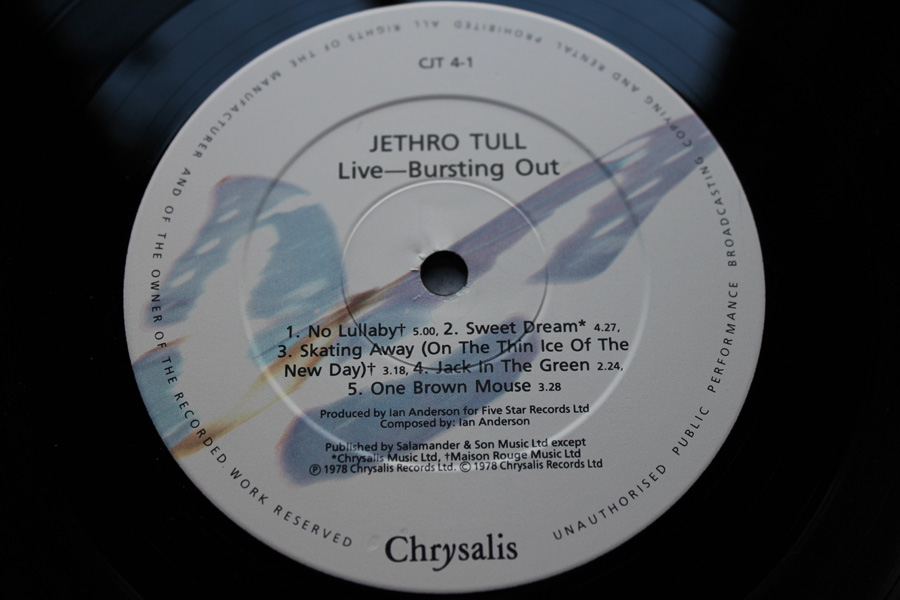 CJT 4-1
JETHRO TULL
Live—Bursting Out
1. No Lullaby† 5.00, 2. Sweet Dream* 4.27,
3. Skating Away (On The Thin Ice Of The
New Day)† 3.18, 4. Jack In The Green 2.24,
5. One Brown Mouse 3.28
Produced by Ian Anderson for Five Star Records Ltd
Composed by: Ian Anderson
Published by Salamander & Son Music Ltd except
*Chrysalis Music Ltd, †Maison Rouge Music Ltd
Ⓟ 1978 Chrysalis Records Ltd. © 1978 Chrysalis Records Ltd
Chrysalis
ALL RIGHTS OF THE MANUFACTURER AND OF THE OWNER OF THE RECORDED WORK RESERVED UNAUTHORISED PUBLIC PERFORMANCE BROADCASTING COPYING AND RENTAL PROHIBITED